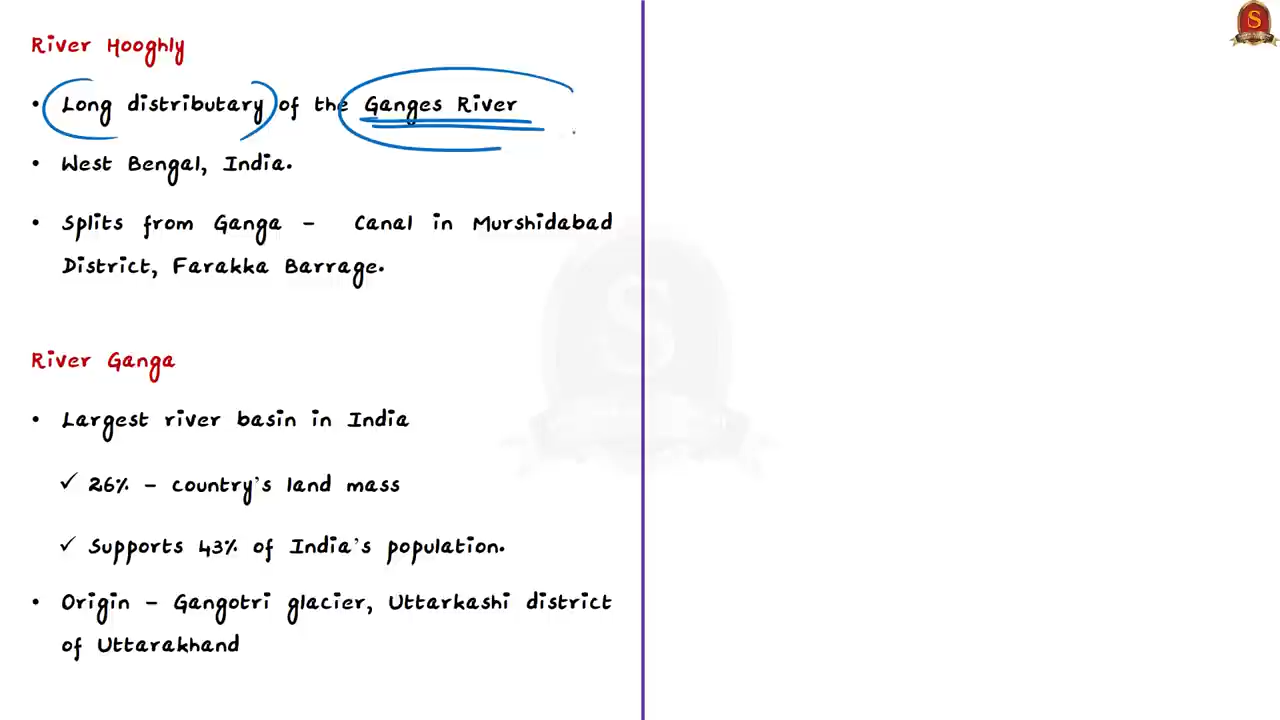 River Hooghly
• Long distributary of the Ganges River
• West Bengal, India.
• Splits from Ganga – Canal in Murshidabad
District, Farakka Barrage.
River Ganga
• Largest river basin in India
✓ 26% – country's land mass
✓ Supports 43% of India's population.
• Origin – Gangotri glacier, Uttarkashi district
of Uttarakhand
S
S